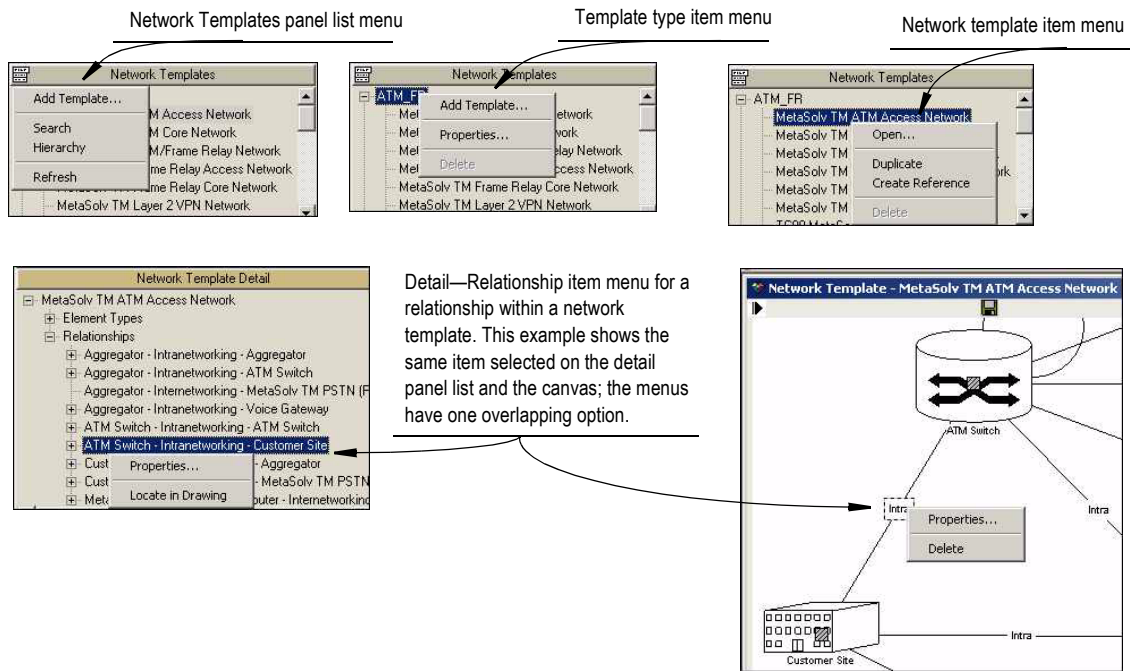 Network Templates panel list menu
Template type item menu
Network template item menu
Network Templates
Add Template...
Search
Hierarchy
Refresh
M Access Network
M Core Network
M/Frame Relay Network
me Relay Access Network
me Relay Core Network
MetaSolv TM Layer 2 VPN Network
Network Templates
ATM_FR
Add Template...
Properties...
Delete
etwork
work
elay Network
ccess Network
MetaSolv TM Frame Relay Core Network
MetaSolv TM Layer 2 VPN Network
Network Templates
ATM_FR
MetaSolv TM ATM Access Network
MetaSolv TM
MetaSolv TM
MetaSolv TM
MetaSolv TM
MetaSolv TM
Open...
Duplicate
Create Reference
Delete
Network Template Detail
MetaSolv TM ATM Access Network
Element Types
Relationships
Aggregator - Intranetworking - Aggregator
Aggregator - Intranetworking - ATM Switch
Aggregator - Internetworking - MetaSolv TM PSTN (F
Aggregator - Intranetworking - Voice Gateway
ATM Switch - Intranetworking - ATM Switch
ATM Switch - Intranetworking - Customer Site
Cust - Aggregator
Cust - MetaSolv TM PSTN
Meta outer - Internetworking
Properties...
Locate in Drawing
Detail—Relationship item menu for a
relationship within a network
template. This example shows the
same item selected on the detail
panel list and the canvas; the menus
have one overlapping option.
Network Template - MetaSolv TM ATM Access Network
ATM Switch
Intra
Properties...
Delete
Intra
Intra
Customer Site